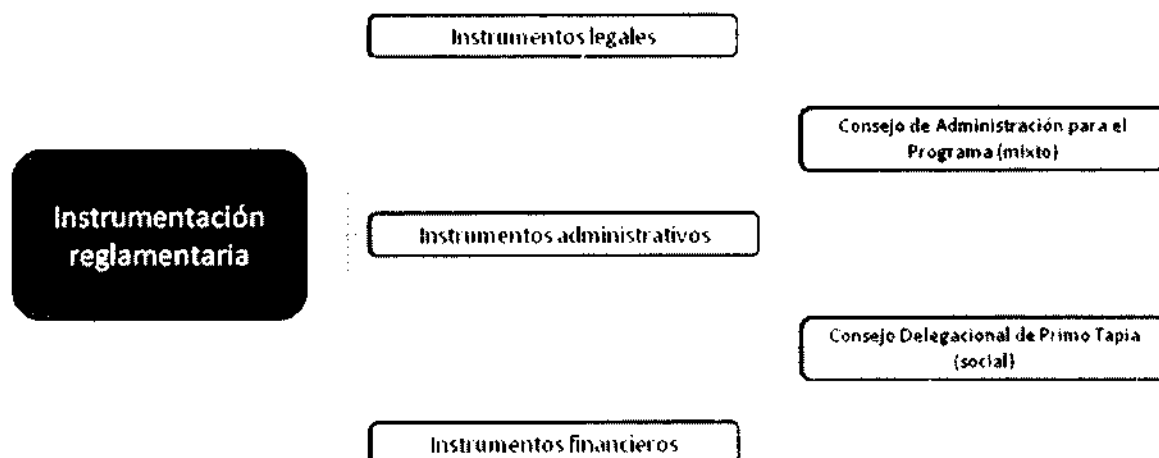 Instrumentos legales
Consejo de Administración para el
Programa (mixto)
Instrumentación
reglamentaria
Instrumentos administrativos
Consejo Delegacional de Primo Tapia
(social)
Instrumentos financieros